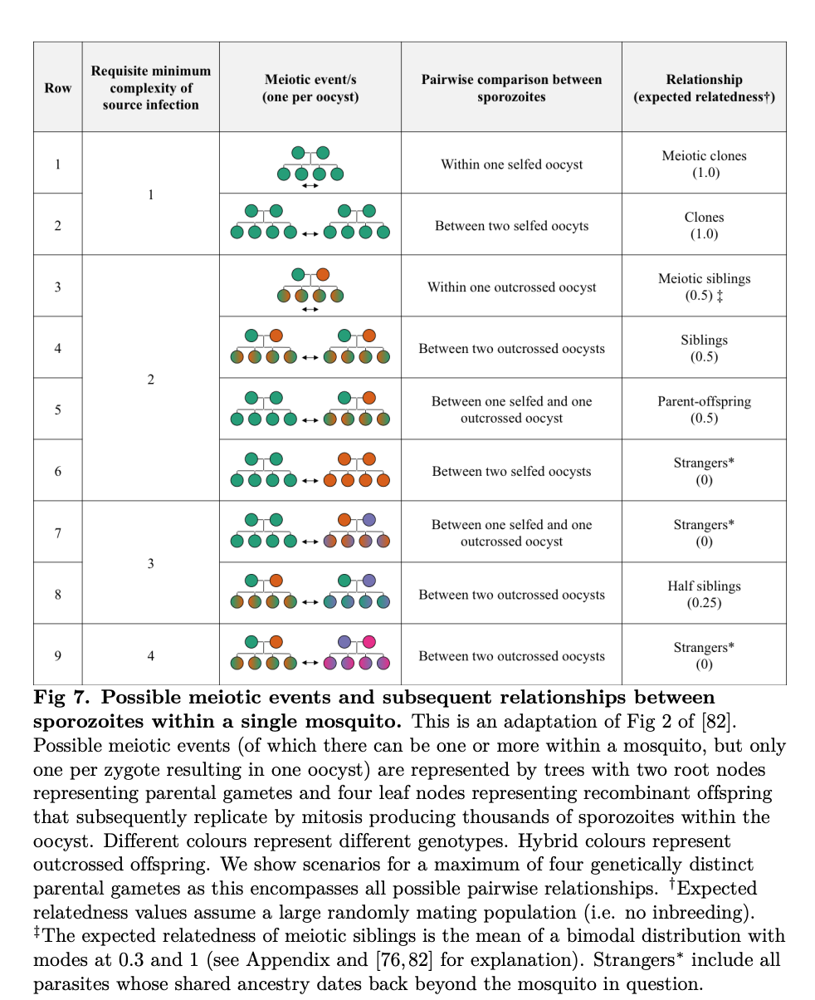 Row
Requisite minimum
complexity of
source infection
Meiotic event/s
(one per oocyst)
Pairwise comparison between
sporozoites
Relationship
(expected relatedness†)
1
1
Within one selfed oocyst
Meiotic clones
(1.0)
2
Between two selfed oocyts
Clones
(1.0)
3
2
Within one outcrossed oocyst
Meiotic siblings
(0.5) ‡
4
Between two outcrossed oocysts
Siblings
(0.5)
5
Between one selfed and one
outcrossed oocyst
Parent-offspring
(0.5)
6
Between two selfed oocysts
Strangers*
(0)
7
3
Between one selfed and one
outcrossed oocyst
Strangers*
(0)
8
Between two outcrossed oocysts
Half siblings
(0.25)
9
4
Between two outcrossed oocysts
Strangers*
(0)
Fig 7. Possible meiotic events and subsequent relationships between
sporozoites within a single mosquito. This is an adaptation of Fig 2 of [82].
Possible meiotic events (of which there can be one or more within a mosquito, but only
one per zygote resulting in one oocyst) are represented by trees with two root nodes
representing parental gametes and four leaf nodes representing recombinant offspring
that subsequently replicate by mitosis producing thousands of sporozoites within the
oocyst. Different colours represent different genotypes. Hybrid colours represent
outcrossed offspring. We show scenarios for a maximum of four genetically distinct
parental gametes as this encompasses all possible pairwise relationships. †Expected
relatedness values assume a large randomly mating population (i.e. no inbreeding).
‡The expected relatedness of meiotic siblings is the mean of a bimodal distribution with
modes at 0.3 and 1 (see Appendix and [76,82] for explanation). Strangers* include all
parasites whose shared ancestry dates back beyond the mosquito in question.